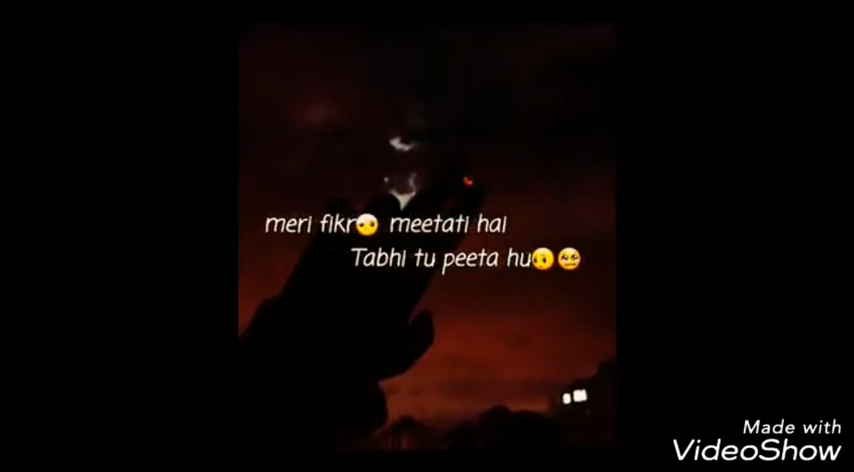 meri fikr🥺 meetati hai
Tabhi tu peeta hu🥺🥺
Made with
VideoShow